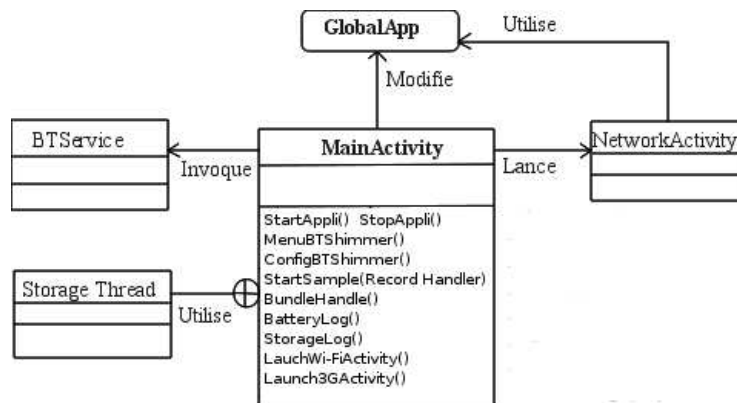 GlobalApp
Utilise
Modifie
BTService
MainActivity
NetworkActivity
Invoque
Lance
StartAppli() StopAppli()
MenuBTShimmer()
ConfigBTShimmer()
StartSample(Record Handler)
BundleHandle()
BatteryLog()
StorageLog()
LauchWi-FiActivity()
Launch3GActivity()
Storage Thread
Utilise